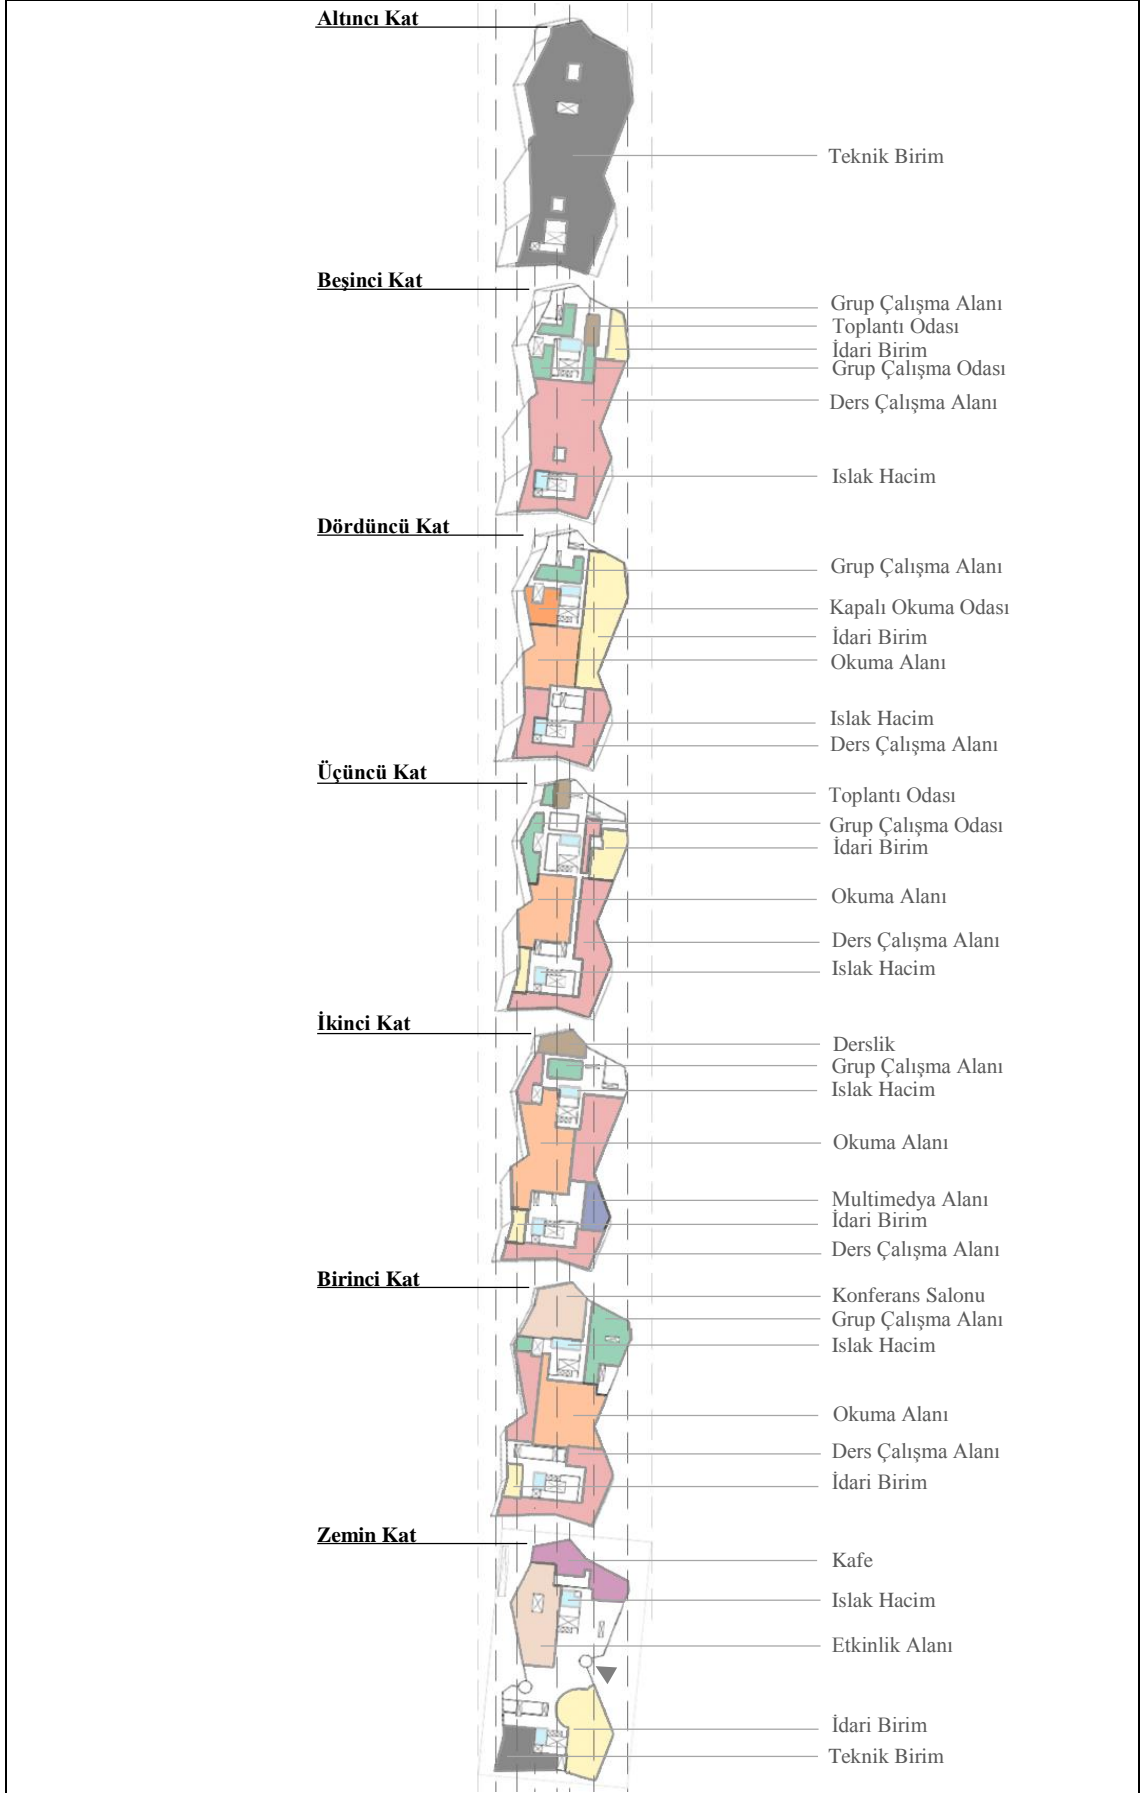 Altıncı Kat
Teknik Birim
Beşinci Kat
Grup Çalışma Alanı
Toplantı Odası
İdari Birim
Grup Çalışma Odası
Ders Çalışma Alanı
Islak Hacim
Dördüncü Kat
Grup Çalışma Alanı
Kapalı Okuma Odası
İdari Birim
Okuma Alanı
Islak Hacim
Ders Çalışma Alanı
Üçüncü Kat
Toplantı Odası
Grup Çalışma Odası
İdari Birim
Okuma Alanı
Ders Çalışma Alanı
Islak Hacim
İkinci Kat
Derslik
Grup Çalışma Alanı
Islak Hacim
Okuma Alanı
Multimedya Alanı
İdari Birim
Ders Çalışma Alanı
Birinci Kat
Konferans Salonu
Grup Çalışma Alanı
Islak Hacim
Okuma Alanı
Ders Çalışma Alanı
İdari Birim
Zemin Kat
Kafe
Islak Hacim
Etkinlik Alanı
İdari Birim
Teknik Birim